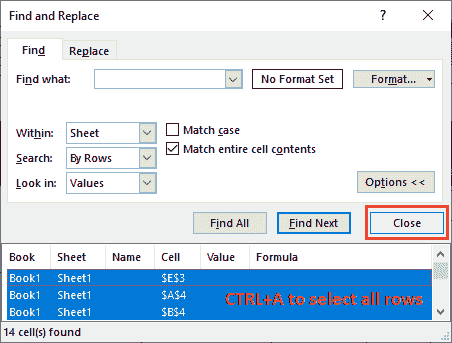 Find and Replace
Find Replace
Find what: No Format Set Format...
Within: Sheet Match case
Search: By Rows Match entire cell contents
Look in: Values Options <<
Find All Find Next Close
Book Sheet Name Cell Value Formula
Book1 Sheet1 $E$3
Book1 Sheet1 $A$4
Book1 Sheet1 $B$4
CTRL+A to select all rows
14 cell(s) found